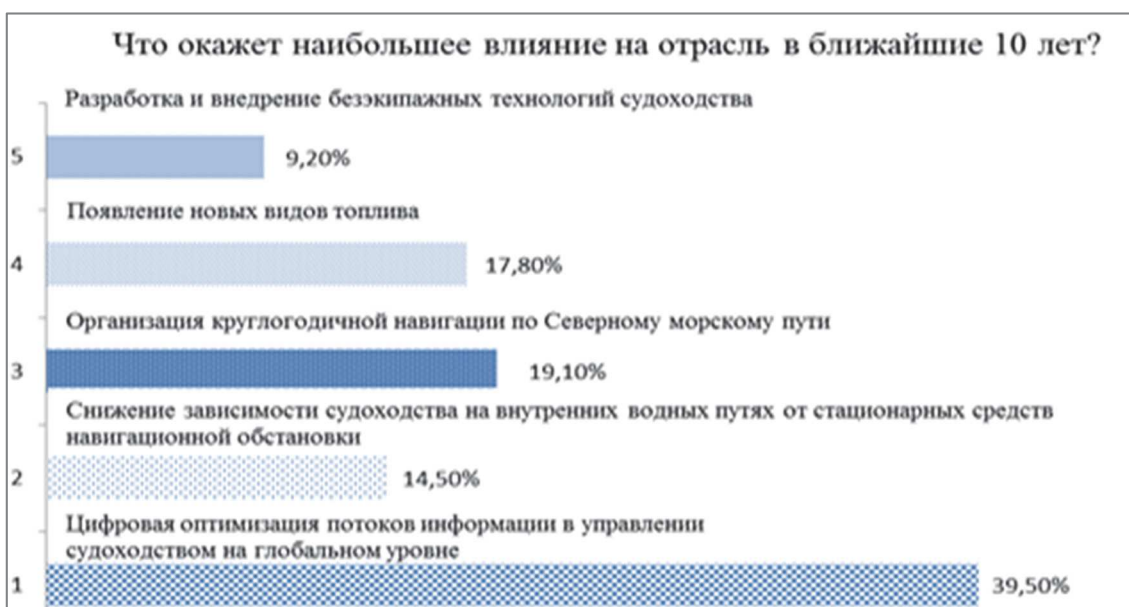 Что окажет наибольшее влияние на отрасль в ближайшие 10 лет?
Разработка и внедрение безэкипажных технологий судоходства
5
9,20%
Появление новых видов топлива
4
17,80%
Организация круглогодичной навигации по Северному морскому пути
3
19,10%
Снижение зависимости судоходства на внутренних водных путях от стационарных средств
навигационной обстановки
2
14,50%
Цифровая оптимизация потоков информации в управлении
судоходством на глобальном уровне
1
39,50%